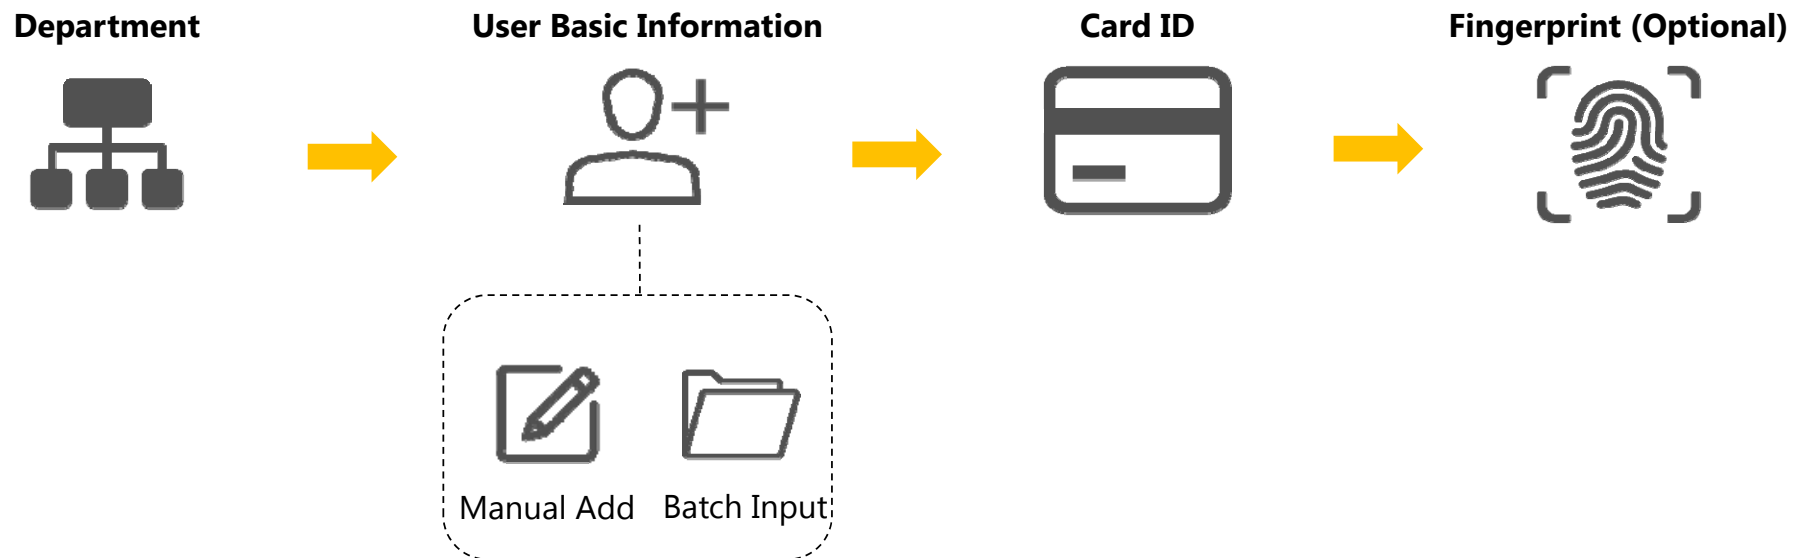 Department
User Basic Information
Card ID
Fingerprint (Optional)
Manual Add
Batch Input